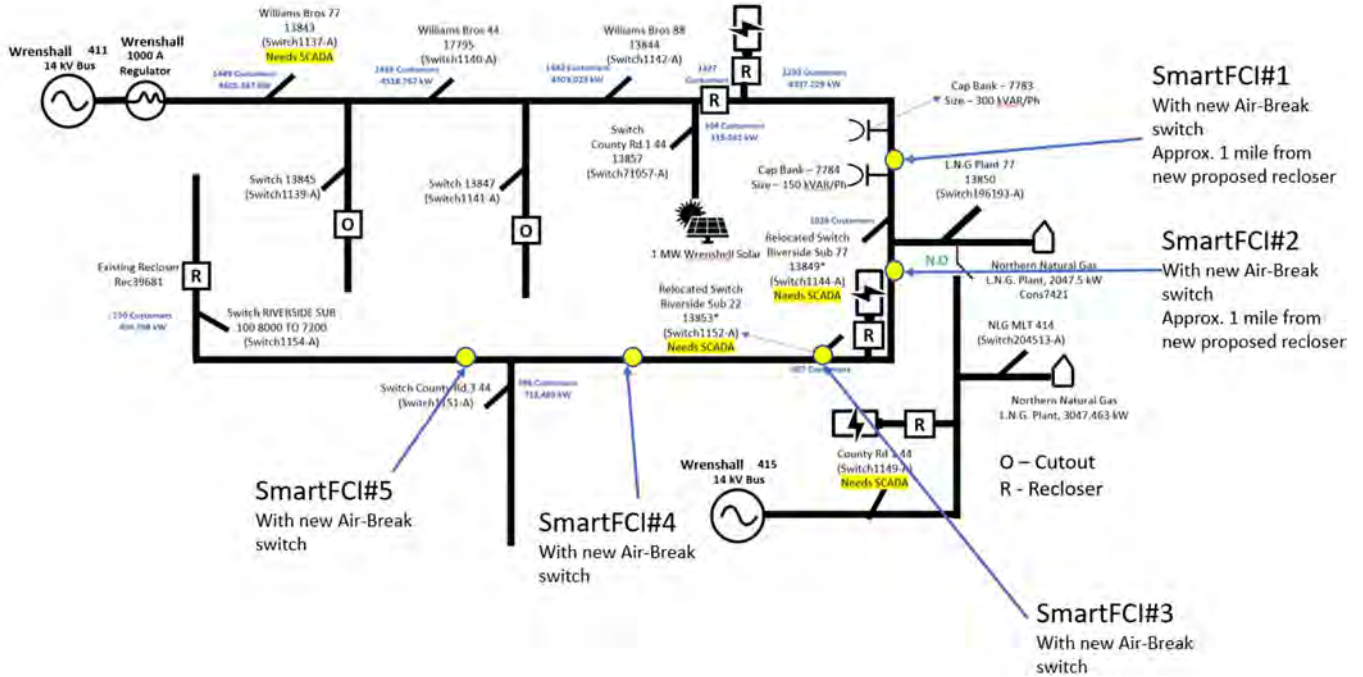 Wrenshall 411
14 kV Bus
Wrenshall
1000 A
Regulator
Williams Bros 77
13843
(Switch1137-A)
Needs SCADA
Williams Bros 44
17795
(Switch1140-A)
Williams Bros 88
13844
(Switch1142-A)
1327
Customers
R
R
Cap Bank – 7783
Size – 300 kVAR/Ph
Cap Bank – 7784
Size – 150 kVAR/Ph
SmartFCI#1
With new Air-Break
switch
Approx. 1 mile from
new proposed recloser
Switch 13845
(Switch1139-A)
O
Switch 13847
(Switch1141-A)
O
Switch
County Rd.1 44
13857
(Switch71057-A)
1 MW Wrenshell Solar
L.N.G Plant 77
13850
(Switch196193-A)
1028 Customers
Relocated Switch
Riverside Sub 77
13849*
(Switch1144-A)
Needs SCADA
N.O
Northern Natural Gas
L.N.G. Plant, 2047.5 kW
Cons7421
SmartFCI#2
With new Air-Break
switch
Approx. 1 mile from
new proposed recloser
Existing Recloser
Rec39681
R
Switch RIVERSIDE SUB
100 8000 TO 7200
(Switch1154-A)
Relocated Switch
Riverside Sub 22
13853*
(Switch1152-A)
Needs SCADA
R
Customers
NLG MLT 414
(Switch204513-A)
Northern Natural Gas
L.N.G. Plant, 3047.463 kW
Switch County Rd.3 44
(Switch1151-A)
Customers
R
County Rd 1 44
(Switch1149-A)
Needs SCADA
Wrenshall 415
14 kV Bus
O – Cutout
R - Recloser
SmartFCI#5
With new Air-Break
switch
SmartFCI#4
With new Air-Break
switch
SmartFCI#3
With new Air-Break
switch